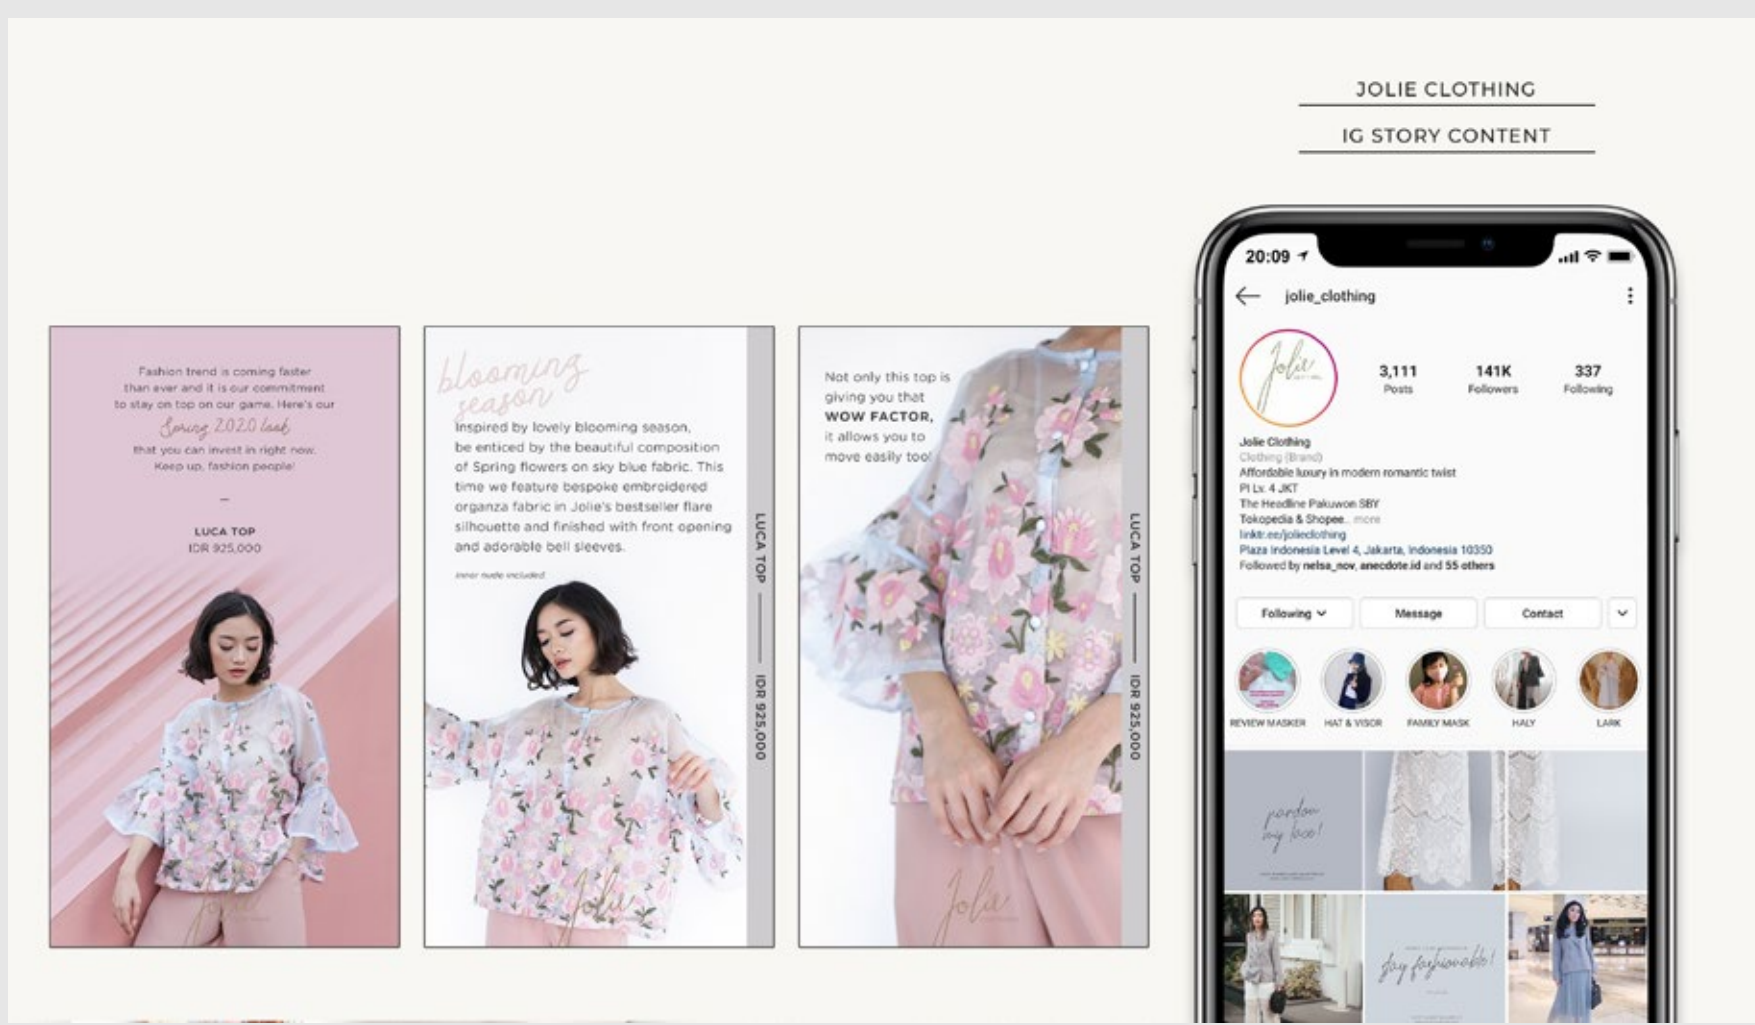 JOLIE CLOTHING
IG STORY CONTENT
Fashion trend is coming faster
than ever and it is our commitment
to stay on top on our game. Here's our
Spring 2020 look
that you can invest in right now.
Keep up, fashion people!
LUCA TOP
IDR 925,000
Jolie
blooming
season
Inspired by lovely blooming season,
be enticed by the beautiful composition
of Spring flowers on sky blue fabric. This
time we feature bespoke embroidered
organza fabric in Jolie's bestseller flare
silhouette and finished with front opening
and adorable bell sleeves.
inner nude included
LUCA TOP
IDR 925,000
Jolie
Not only this top is
giving you that
WOW FACTOR,
it allows you to
move easily too!
LUCA TOP
IDR 925,000
Jolie
20:09
jolie_clothing
Jolie
3,111 141K 337
Posts Followers Following
Jolie Clothing
Clothing (Brand)
Affordable luxury in modern romantic twist
PI Lv. 4 JKT
The Headline Pakuwon SBY
Tokopedia & Shopee... more
linktr.ee/jolieclothing
Plaza Indonesia Level 4, Jakarta, Indonesia 10350
Followed by nelsa_nov, anecdote.id and 55 others
Following Message Contact
REVIEW MASKER HAT & VISOR FAMILY MASK HALY LARK
pardon
my lace!
stay fashionable!